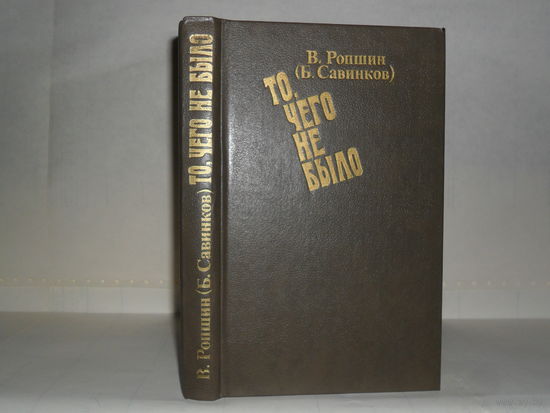 В. Ропшин
(Б. Савинков)
ТО,
ЧЕГО
НЕ
БЫЛО
В. Ропшин (Б. Савинков) ТО, ЧЕГО НЕ БЫЛО